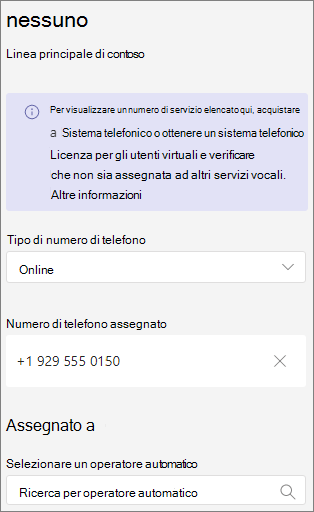 nessuno
Linea principale di contoso
Per visualizzare un numero di servizio elencato qui, acquistare
a Sistema telefonico o ottenere un sistema telefonico
Licenza per gli utenti virtuali e verificare
che non sia assegnata ad altri servizi vocali.
Altre informazioni
Tipo di numero di telefono
Online
Numero di telefono assegnato
+1 929 555 0150
Assegnato a
Selezionare un operatore automatico
Ricerca per operatore automatico